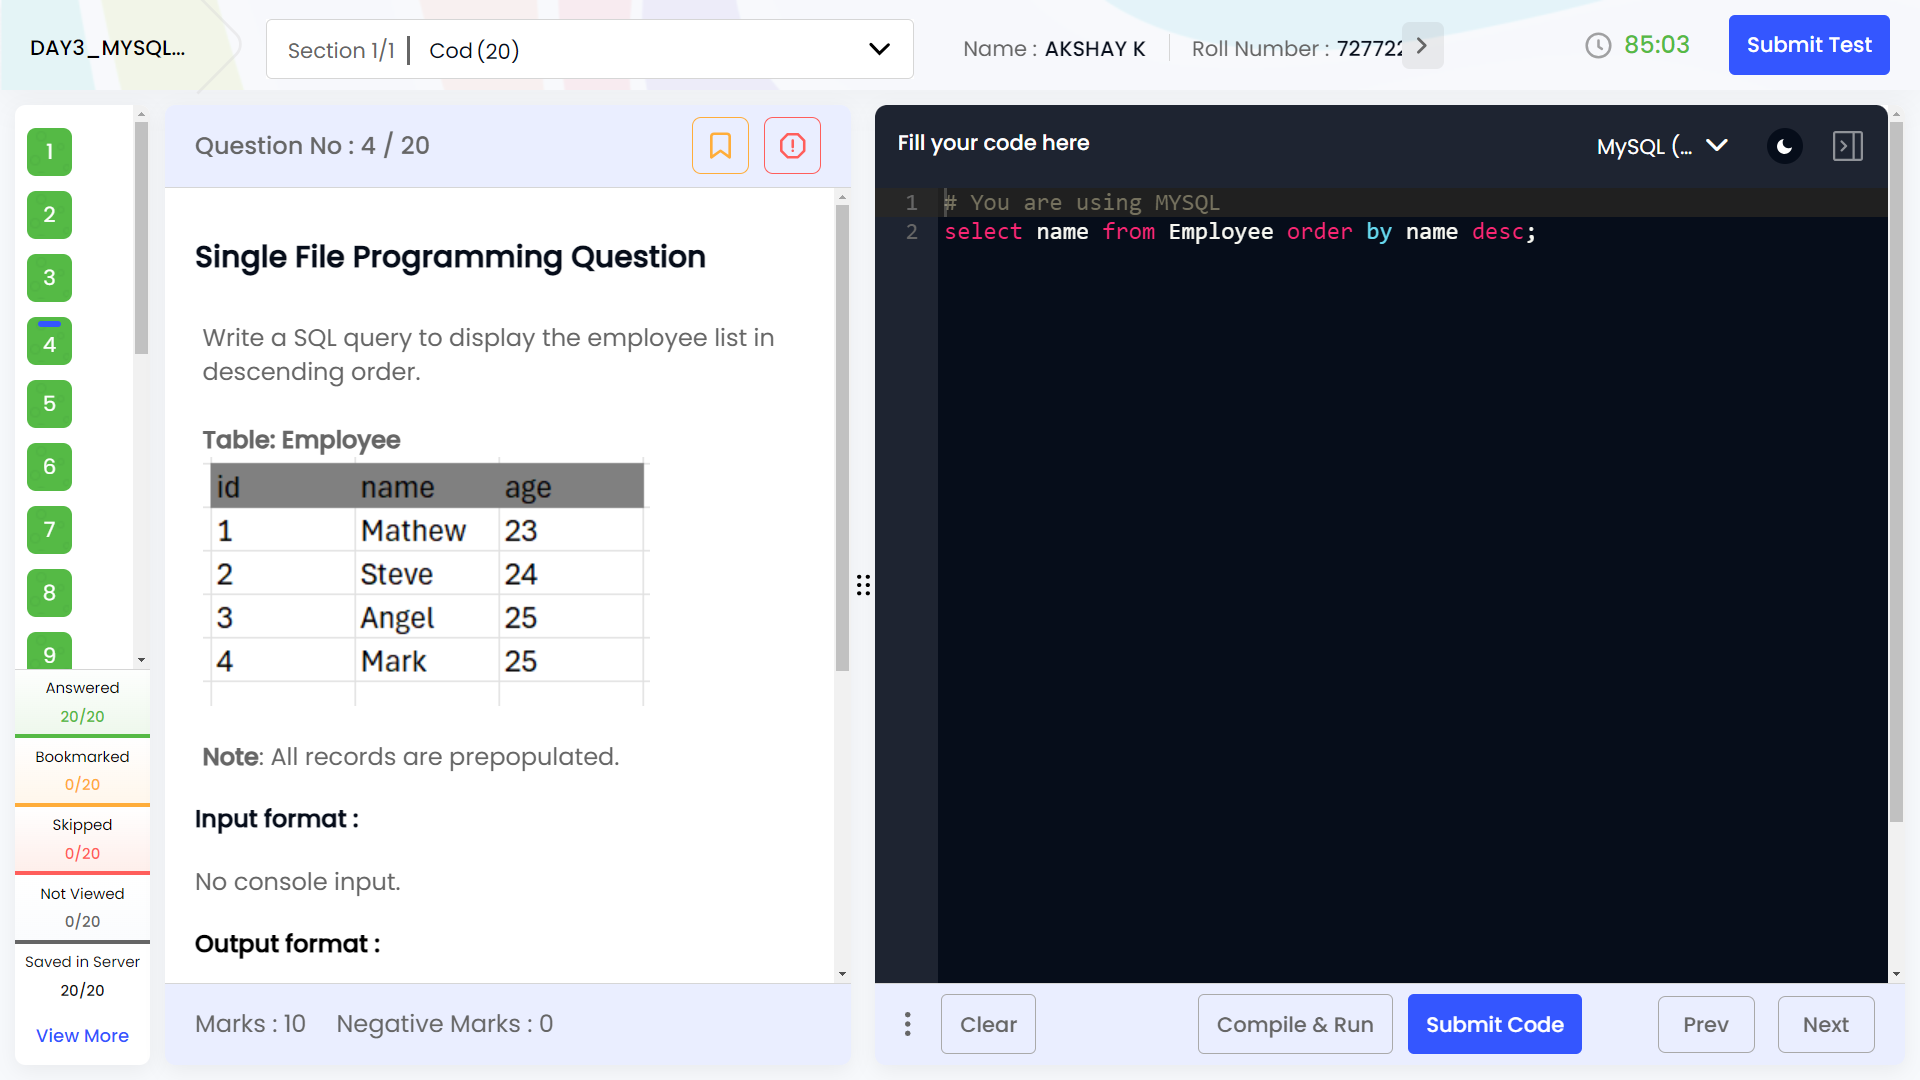 DAY3_MYSQL...
Section 1/1 | Cod (20)
Name : AKSHAY K
Roll Number : 727722
85:03
Submit Test
1
2
3
4
5
6
7
8
9
Answered
20/20
Bookmarked
0/20
Skipped
0/20
Not Viewed
0/20
Saved in Server
20/20
View More
Question No : 4 / 20
Single File Programming Question
Write a SQL query to display the employee list in
descending order.
Table: Employee
id name age
1 Mathew 23
2 Steve 24
3 Angel 25
4 Mark 25
Note: All records are prepopulated.
Input format :
No console input.
Output format :
Marks : 10 Negative Marks : 0
Fill your code here
MySQL (...
1 # You are using MYSQL
2 select name from Employee order by name desc;
Clear
Compile & Run
Submit Code
Prev
Next